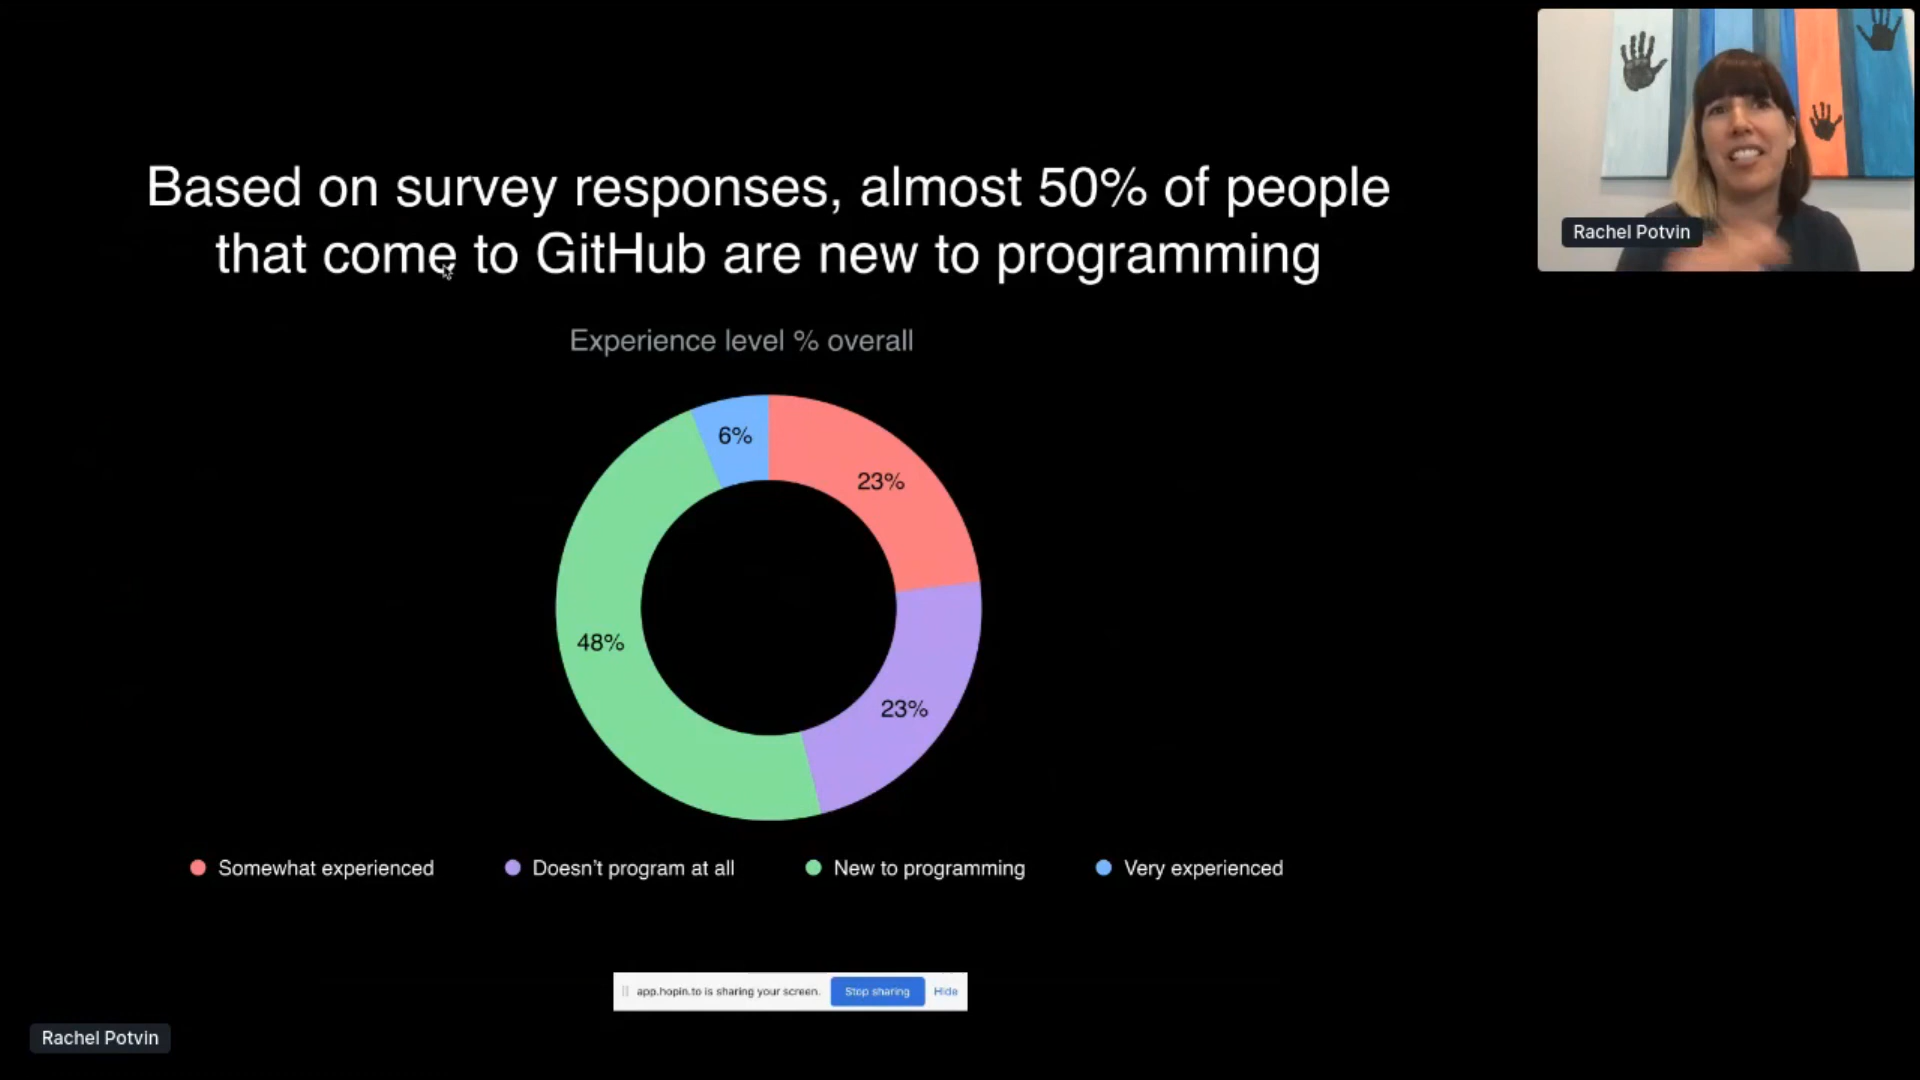 Based on survey responses, almost 50% of people
that come to GitHub are new to programming
Rachel Potvin
Experience level % overall
6%
23%
48%
23%
Somewhat experienced
Doesn't program at all
New to programming
Very experienced
app.hopin.to is sharing your screen. Stop sharing Hide
Rachel Potvin